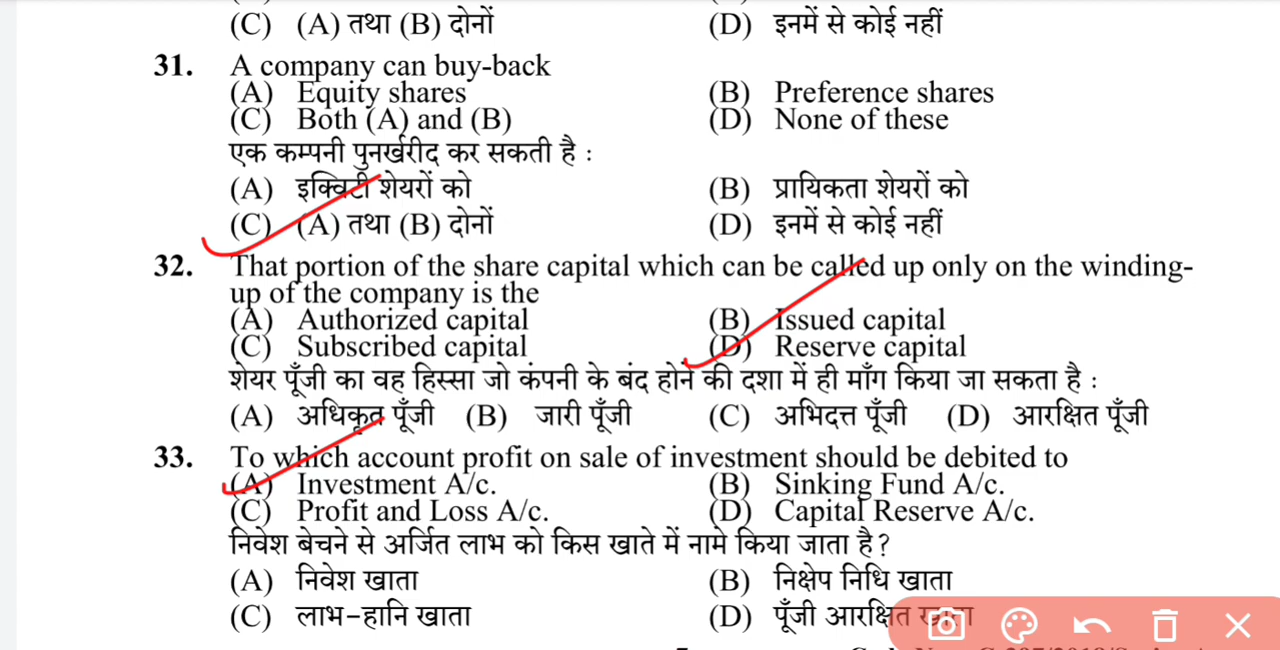 (C) (A) तथा (B) दोनों (D) इनमें से कोई नहीं
31. A company can buy-back
(A) Equity shares (B) Preference shares
(C) Both (A) and (B) (D) None of these
एक कम्पनी पुनर्खरीद कर सकती है :
(A) इक्विटी शेयरों को (B) प्रायिकता शेयरों को
(C) (A) तथा (B) दोनों (D) इनमें से कोई नहीं
32. That portion of the share capital which can be called up only on the winding-
up of the company is the
(A) Authorized capital (B) Issued capital
(C) Subscribed capital (D) Reserve capital
शेयर पूँजी का वह हिस्सा जो कंपनी के बंद होने की दशा में ही माँग किया जा सकता है :
(A) अधिकृत पूँजी (B) जारी पूँजी (C) अभिदत्त पूँजी (D) आरक्षित पूँजी
33. To which account profit on sale of investment should be debited to
(A) Investment A/c. (B) Sinking Fund A/c.
(C) Profit and Loss A/c. (D) Capital Reserve A/c.
निवेश बेचने से अर्जित लाभ को किस खाते में नामे किया जाता है?
(A) निवेश खाता (B) निक्षेप निधि खाता
(C) लाभ-हानि खाता (D) पूँजी आरक्षित खाता